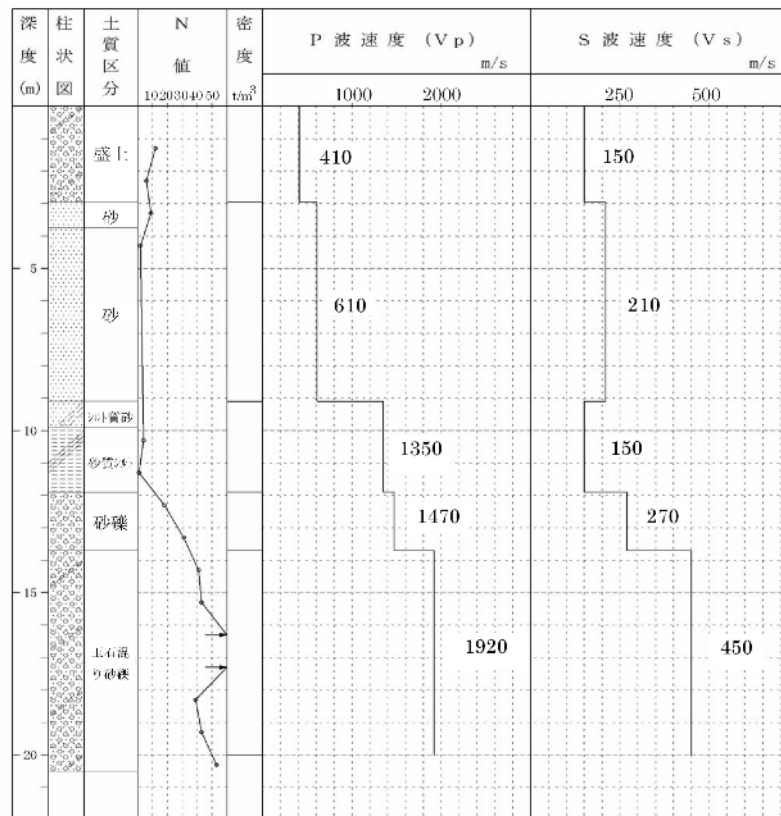 深度(m)
柱状図
土質区分
N値
10 20 30 40 50
密度 t/m³
P 波 速 度 (Vp)
m/s
1000 2000
S 波 速 度 (Vs)
m/s
250 500
盛土
410
150
砂
5
砂
610
210
シルト質砂
10
砂質シルト
1350
150
砂礫
1470
270
15
玉石混り砂礫
1920
450
20